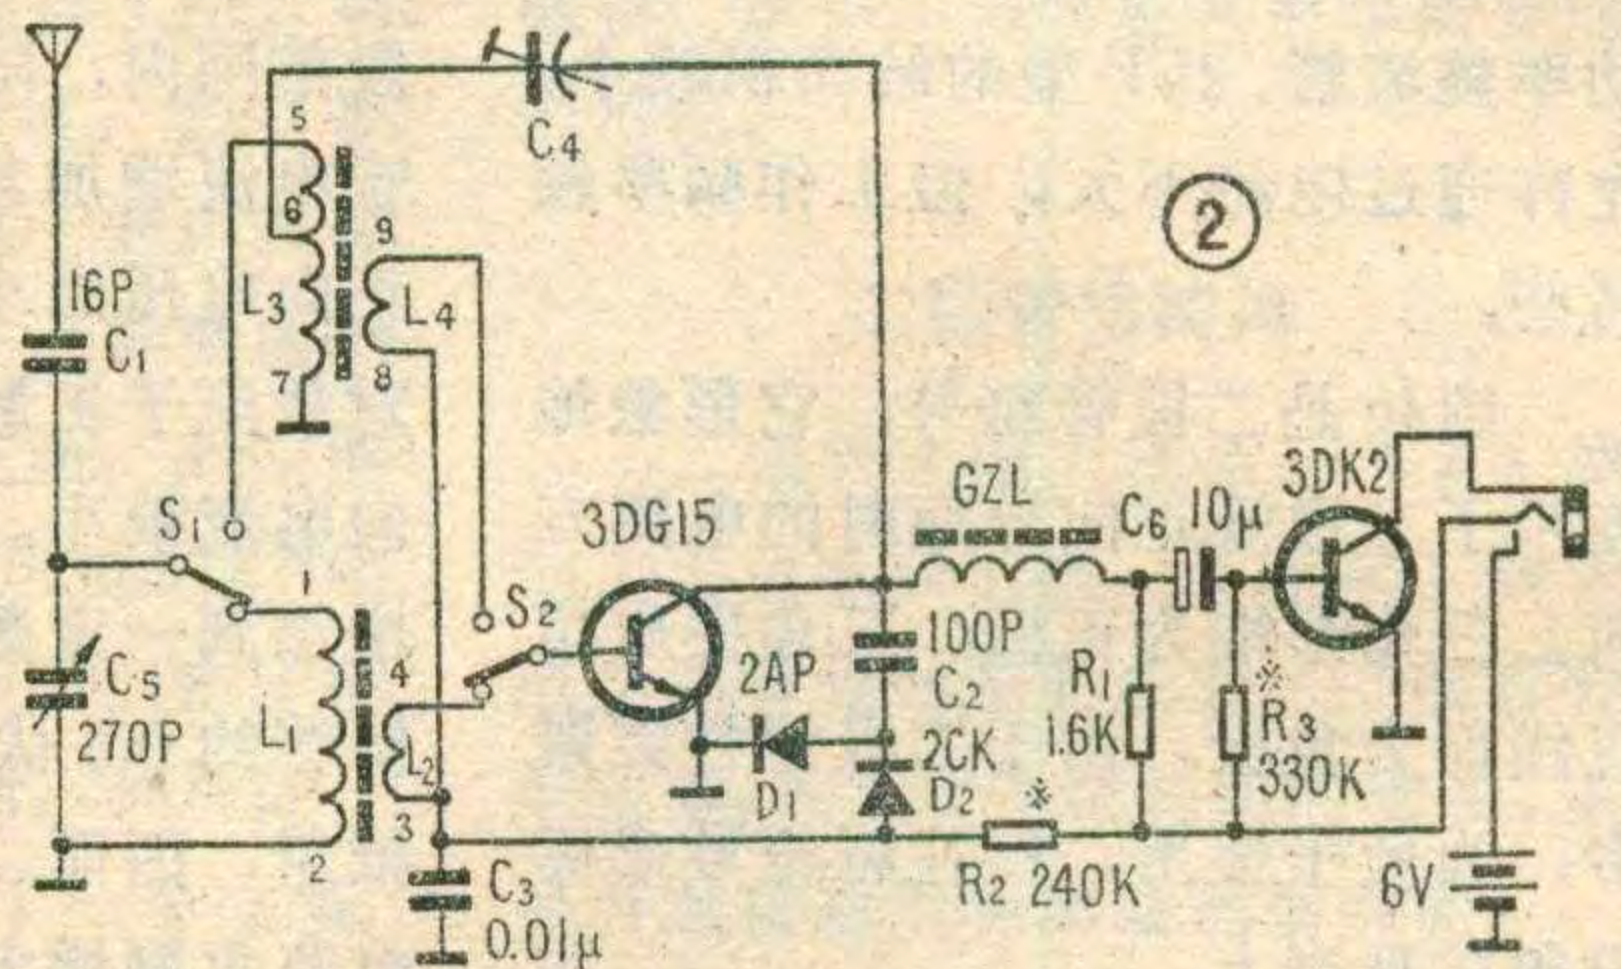 C4
②
5
6
L3
7
9
L4
8
16P
C1
S1
C5
270P
1
L1
2
4
L2
3
S2
3DG15
2AP
D1
100P
C2
2CK
D2
GZL
C6 10μ
3DK2
R1
1.6K
※
R3
330K
※
R2 240K
C3
0.01μ
6V